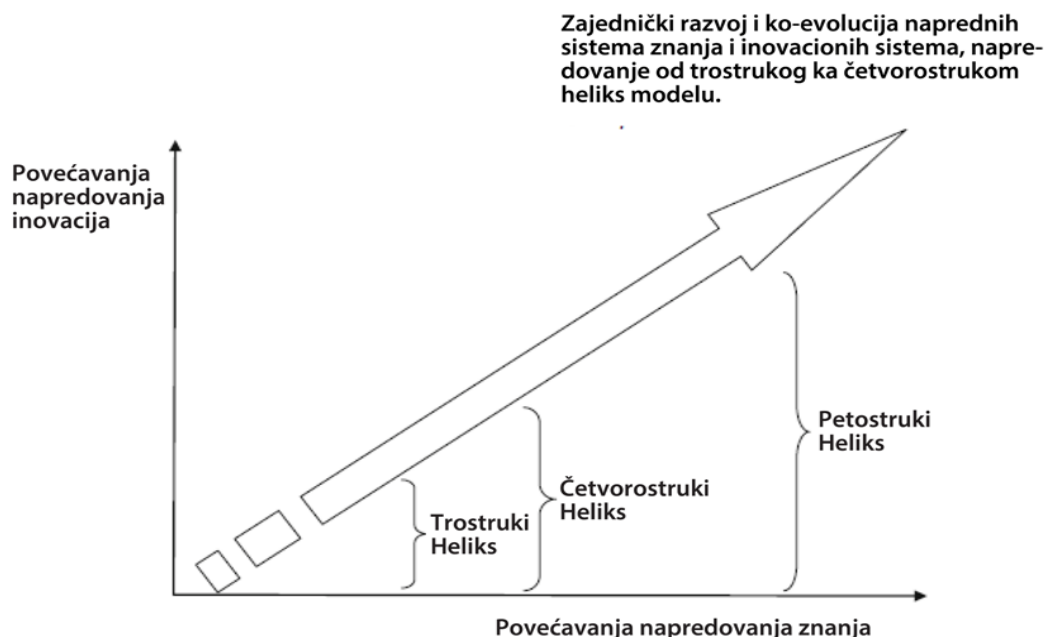 Zajednički razvoj i ko-evolucija naprednih
sistema znanja i inovacionih sistema, napre-
dovanje od trostrukog ka četvorostrukom
heliks modelu.
Povećavanja
napredovanja
inovacija
Petostruki
Heliks
Četvorostruki
Heliks
Trostruki
Heliks
Povećavanja napredovanja znanja